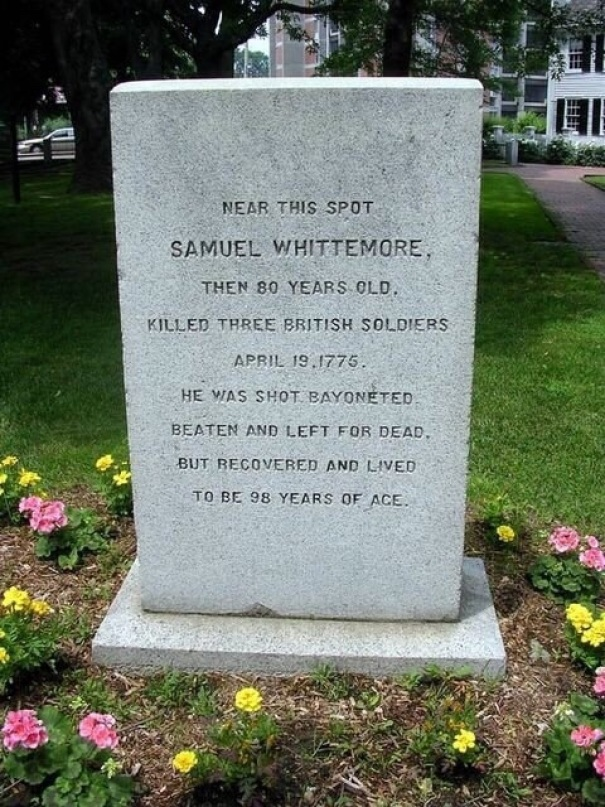 NEAR THIS SPOT
SAMUEL WHITTEMORE,
THEN 80 YEARS OLD,
KILLED THREE BRITISH SOLDIERS
APRIL 19, 1775.
HE WAS SHOT BAYONETED
BEATEN AND LEFT FOR DEAD,
BUT RECOVERED AND LIVED
TO BE 98 YEARS OF AGE.